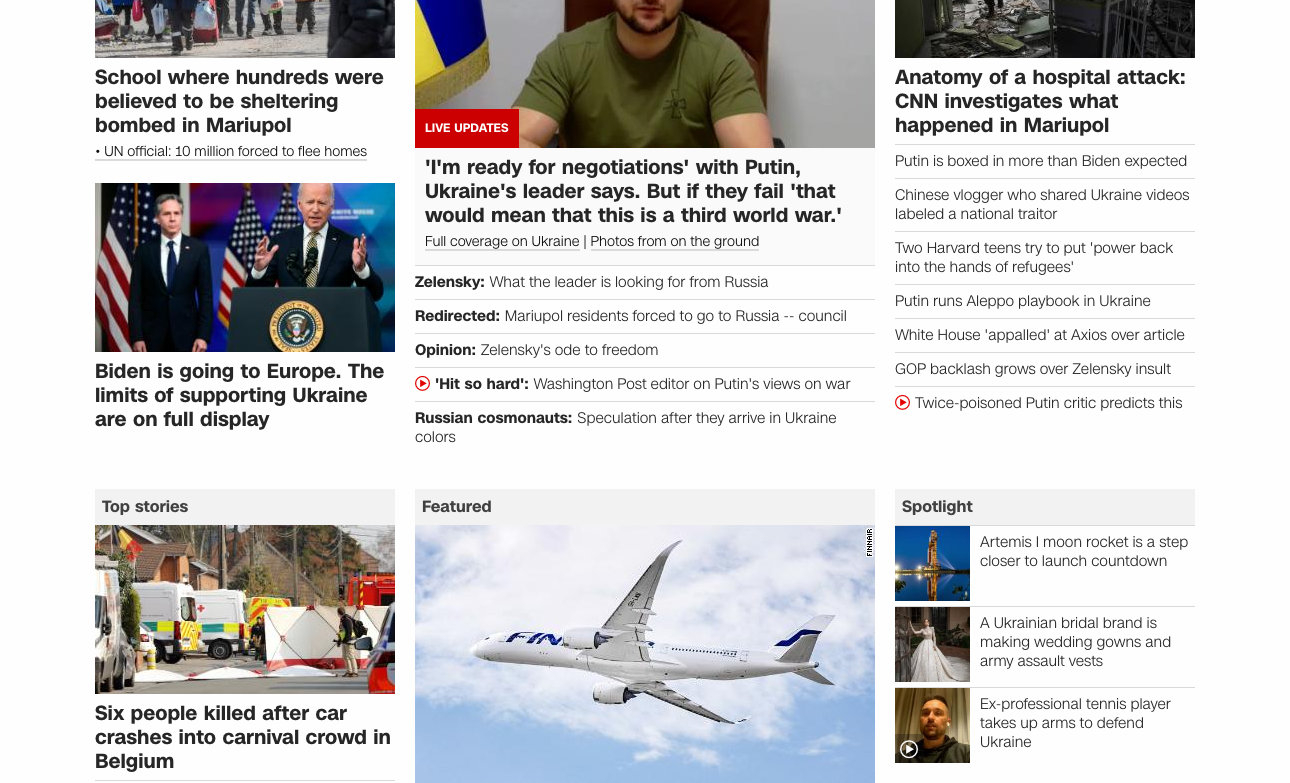 School where hundreds were
believed to be sheltering
bombed in Mariupol
• UN official: 10 million forced to flee homes
Biden is going to Europe. The
limits of supporting Ukraine
are on full display
LIVE UPDATES
'I'm ready for negotiations' with Putin,
Ukraine's leader says. But if they fail 'that
would mean that this is a third world war.'
Full coverage on Ukraine | Photos from on the ground
Zelensky: What the leader is looking for from Russia
Redirected: Mariupol residents forced to go to Russia -- council
Opinion: Zelensky's ode to freedom
'Hit so hard': Washington Post editor on Putin's views on war
Russian cosmonauts: Speculation after they arrive in Ukraine
colors
Anatomy of a hospital attack:
CNN investigates what
happened in Mariupol
Putin is boxed in more than Biden expected
Chinese vlogger who shared Ukraine videos
labeled a national traitor
Two Harvard teens try to put 'power back
into the hands of refugees'
Putin runs Aleppo playbook in Ukraine
White House 'appalled' at Axios over article
GOP backlash grows over Zelensky insult
Twice-poisoned Putin critic predicts this
Top stories
Six people killed after car
crashes into carnival crowd in
Belgium
Featured
FINNAIR
FIN
Spotlight
Artemis I moon rocket is a step
closer to launch countdown
A Ukrainian bridal brand is
making wedding gowns and
army assault vests
Ex-professional tennis player
takes up arms to defend
Ukraine